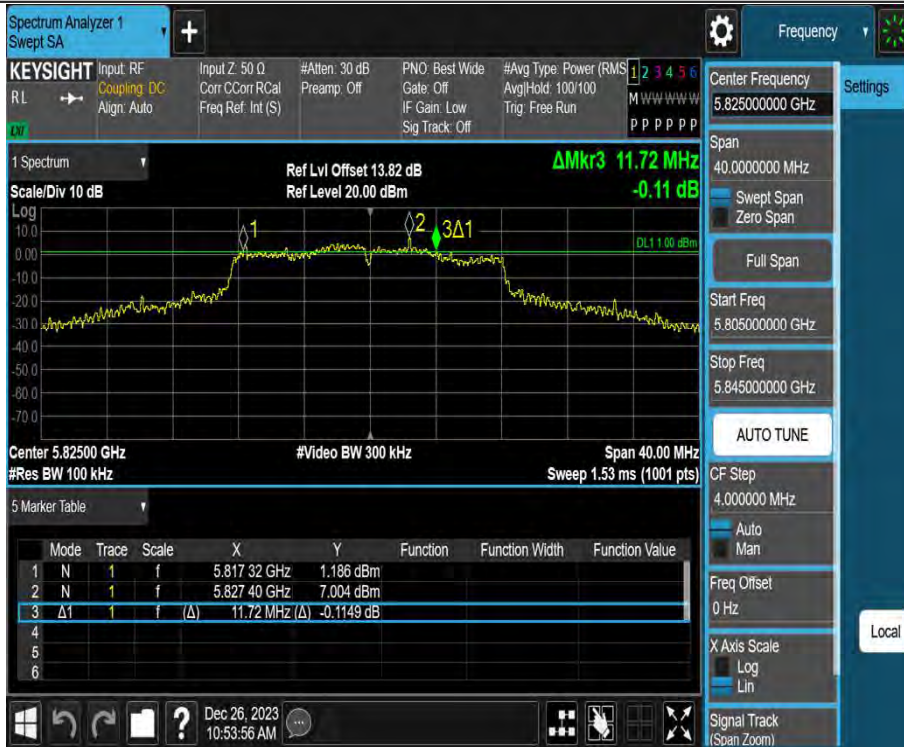 Spectrum Analyzer 1
Swept SA
+
Frequency
KEYSIGHT
RL
LXI
Input: RF
Coupling: DC
Align: Auto
Input Z: 50 Ω
Corr CCorr RCal
Freq Ref: Int (S)
#Atten: 30 dB
Preamp: Off
PNO: Best Wide
Gate: Off
IF Gain: Low
Sig Track: Off
#Avg Type: Power (RMS
Avg|Hold: 100/100
Trig: Free Run
1 2 3 4 5 6
M W W W W W
P P P P P P
Center Frequency
5.825000000 GHz
Settings
Span
40.0000000 MHz
Swept Span
Zero Span
Full Span
Start Freq
5.805000000 GHz
Stop Freq
5.845000000 GHz
AUTO TUNE
CF Step
4.000000 MHz
Auto
Man
Freq Offset
0 Hz
X Axis Scale
Log
Lin
Signal Track
(Span Zoom)
Local
1 Spectrum
Scale/Div 10 dB
Ref Lvl Offset 13.82 dB
Ref Level 20.00 dBm
ΔMkr3 11.72 MHz
-0.11 dB
Log
10.0
0.00
-10.0
-20.0
-30.0
-40.0
-50.0
-60.0
-70.0
1
2
3Δ1
DL1 1.00 dBm
Center 5.82500 GHz
#Video BW 300 kHz
Span 40.00 MHz
#Res BW 100 kHz
Sweep 1.53 ms (1001 pts)
5 Marker Table
Mode Trace Scale X Y Function Function Width Function Value
1 N 1 f 5.817 32 GHz 1.186 dBm
2 N 1 f 5.827 40 GHz 7.004 dBm
3 Δ1 1 f (Δ) 11.72 MHz (Δ) -0.1149 dB
4
5
6
?
Dec 26, 2023
10:53:56 AM